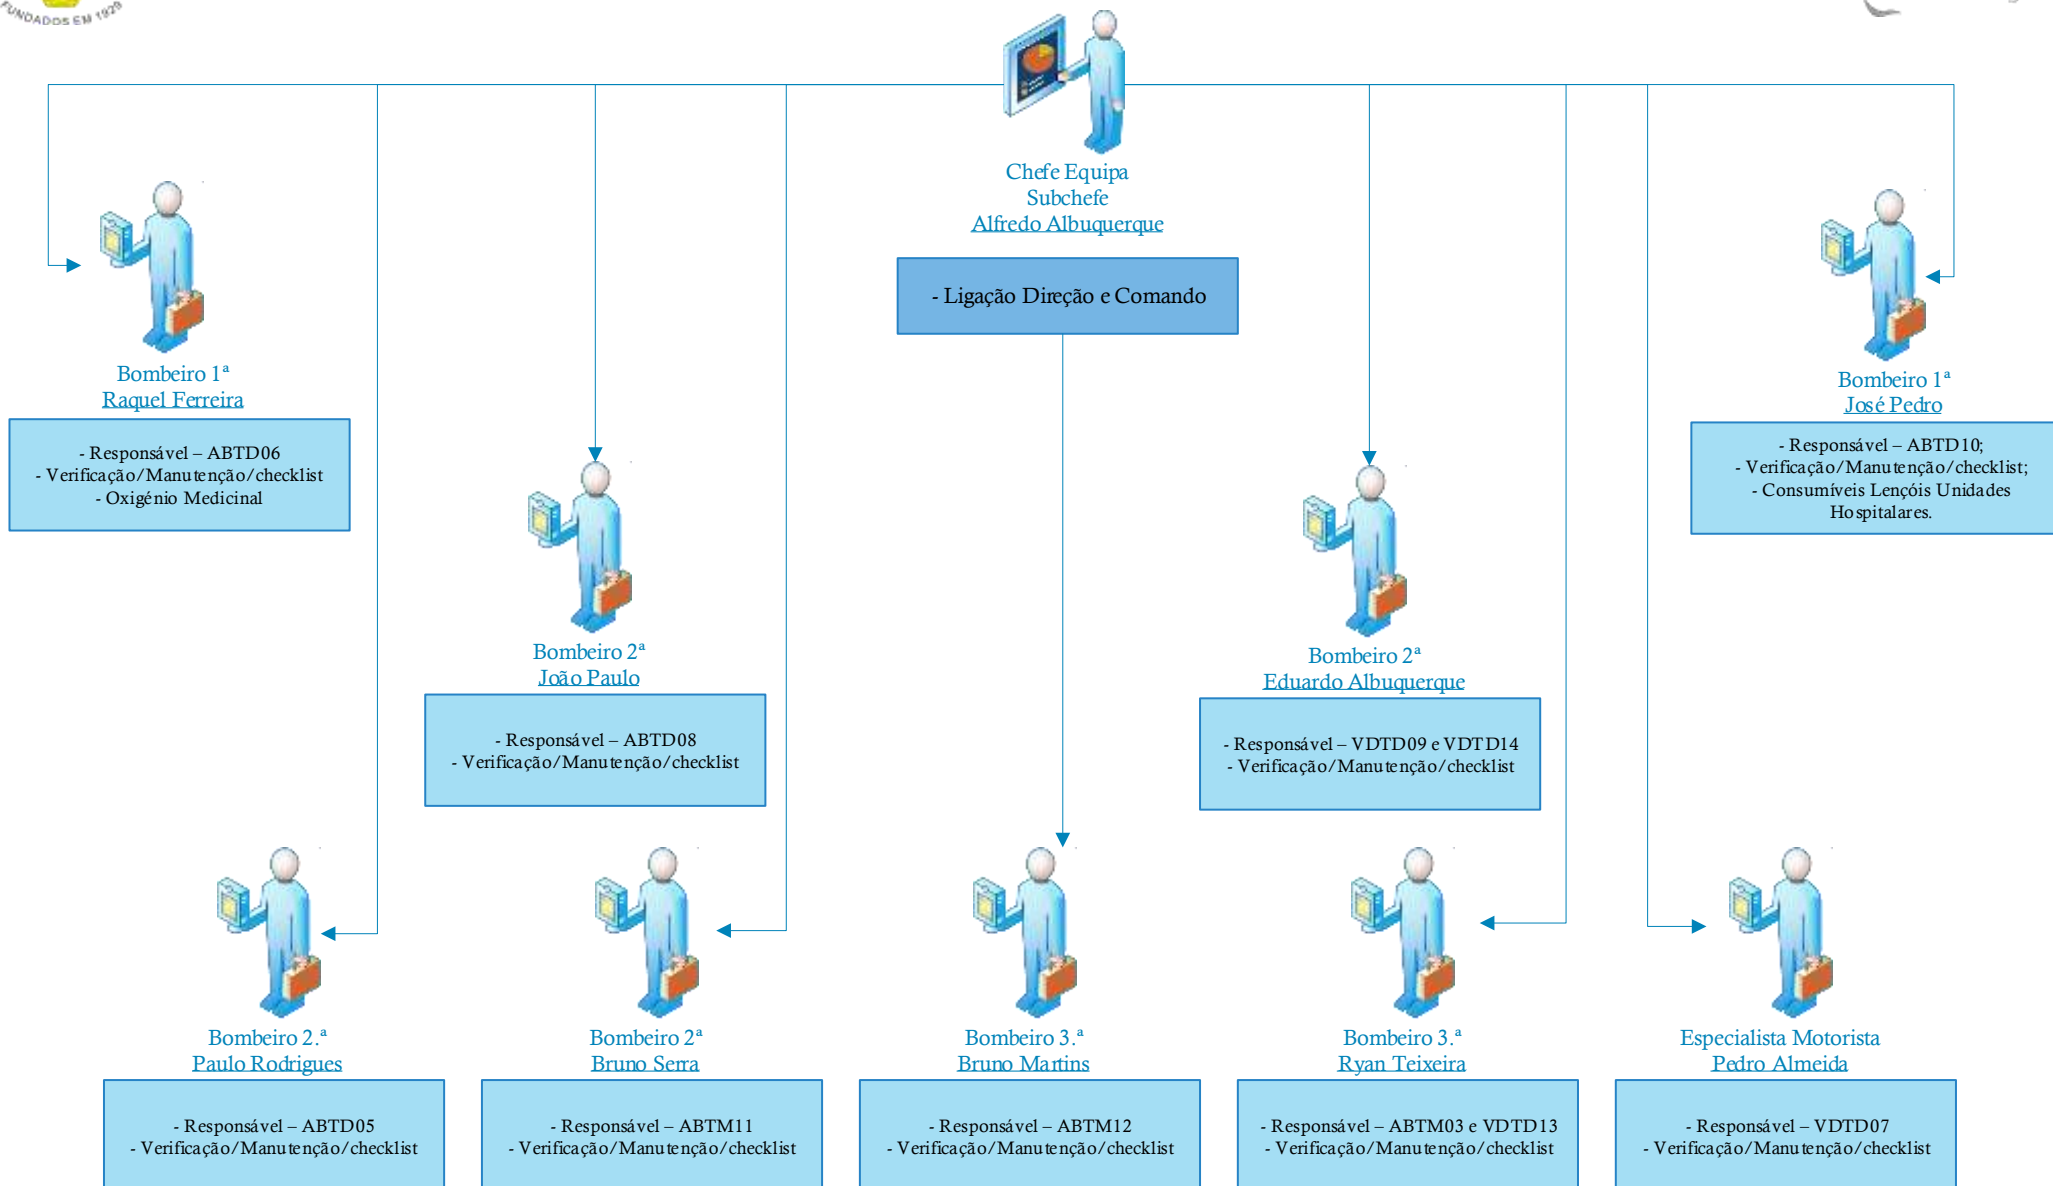 FUNDADOS EM 1929
Chefe Equipa
Subchefe
Alfredo Albuquerque
- Ligação Direção e Comando
Bombeiro 1ª
Raquel Ferreira
- Responsável – ABTD06
- Verificação/Manutenção/checklist
- Oxigénio Medicinal
Bombeiro 1ª
José Pedro
- Responsável – ABTD10;
- Verificação/Manutenção/checklist;
- Consumíveis Lençóis Unidades
Hospitalares.
Bombeiro 2ª
João Paulo
- Responsável – ABTD08
- Verificação/Manutenção/checklist
Bombeiro 2ª
Eduardo Albuquerque
- Responsável – VDTD09 e VDTD14
- Verificação/Manutenção/checklist
Bombeiro 2.ª
Paulo Rodrigues
- Responsável – ABTD05
- Verificação/Manutenção/checklist
Bombeiro 2ª
Bruno Serra
- Responsável – ABTM11
- Verificação/Manutenção/checklist
Bombeiro 3.ª
Bruno Martins
- Responsável – ABTM12
- Verificação/Manutenção/checklist
Bombeiro 3.ª
Ryan Teixeira
- Responsável – ABTM03 e VDTD13
- Verificação/Manutenção/checklist
Especialista Motorista
Pedro Almeida
- Responsável – VDTD07
- Verificação/Manutenção/checklist